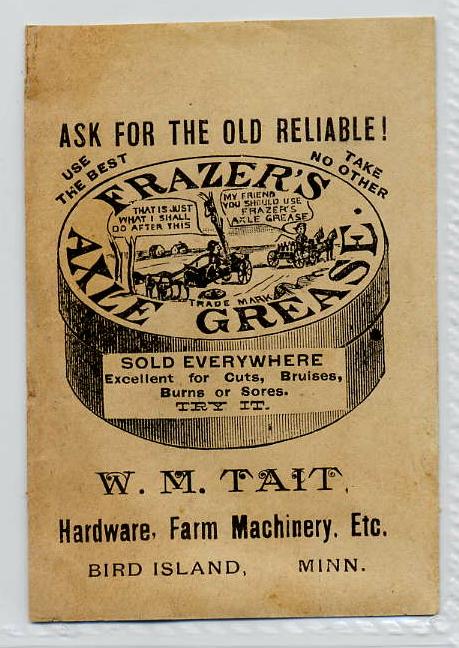 ASK FOR THE OLD RELIABLE!
USE
THE BEST
TAKE
NO OTHER
FRAZER'S
THAT IS JUST
WHAT I SHALL
DO AFTER THIS
MY FRIEND
YOU SHOULD USE
FRAZER'S
AXLE GREASE
TRADE MARK
AXLE GREASE.
SOLD EVERYWHERE
Excellent for Cuts, Bruises,
Burns or Sores.
TRY IT.
W. M. TAIT,
Hardware, Farm Machinery, Etc.
BIRD ISLAND, MINN.